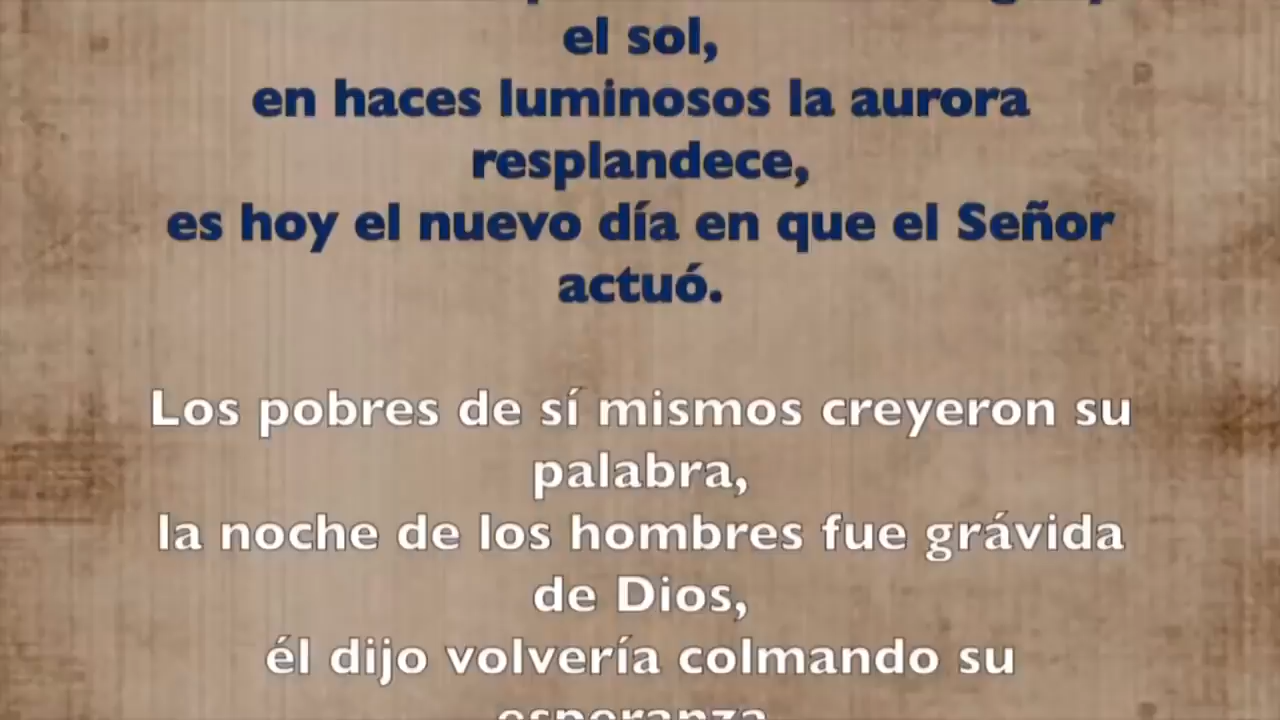 el sol,
en haces luminosos la aurora
resplandece,
es hoy el nuevo día en que el Señor
actuó.
Los pobres de sí mismos creyeron su
palabra,
la noche de los hombres fue grávida
de Dios,
él dijo volvería colmando su
esperanza